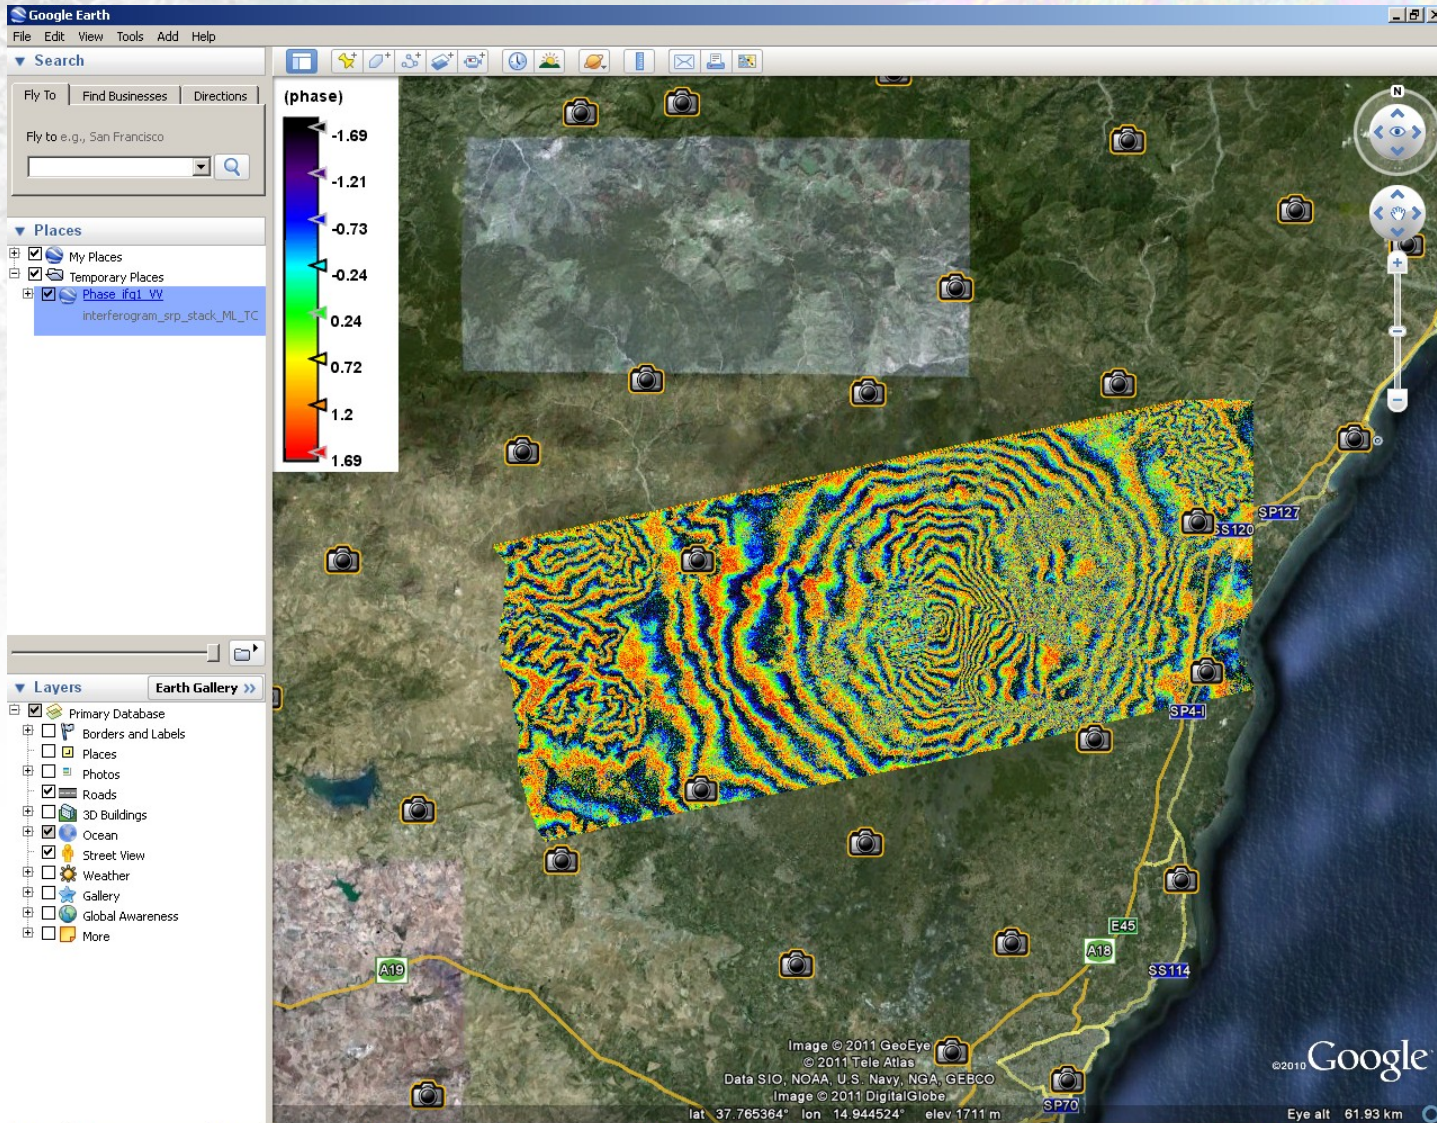 Google Earth
File Edit View Tools Add Help
Search
Fly To Find Businesses Directions
Fly to e.g., San Francisco
Places
My Places
Temporary Places
Phase_ifg1_VV
interferogram_srp_stack_ML_TC
Layers Earth Gallery >>
Primary Database
Borders and Labels
Places
Photos
Roads
3D Buildings
Ocean
Street View
Weather
Gallery
Global Awareness
More
(phase)
-1.69
-1.21
-0.73
-0.24
0.24
0.72
1.2
1.69
N
SP127
SS120
SP4-I
E45
A18
A19
SS114
SP70
Image © 2011 GeoEye
© 2011 Tele Atlas
Data SIO, NOAA, U.S. Navy, NGA, GEBCO
Image © 2011 DigitalGlobe
©2010 Google
lat 37.765364° lon 14.944524° elev 1711 m
Eye alt 61.93 km